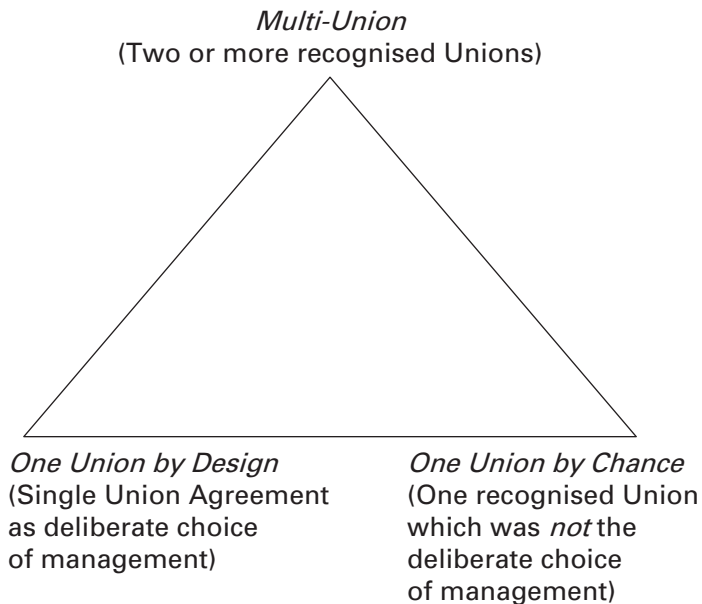 Multi-Union
(Two or more recognised Unions)
One Union by Design
(Single Union Agreement
as deliberate choice
of management)
One Union by Chance
(One recognised Union
which was not the
deliberate choice
of management)